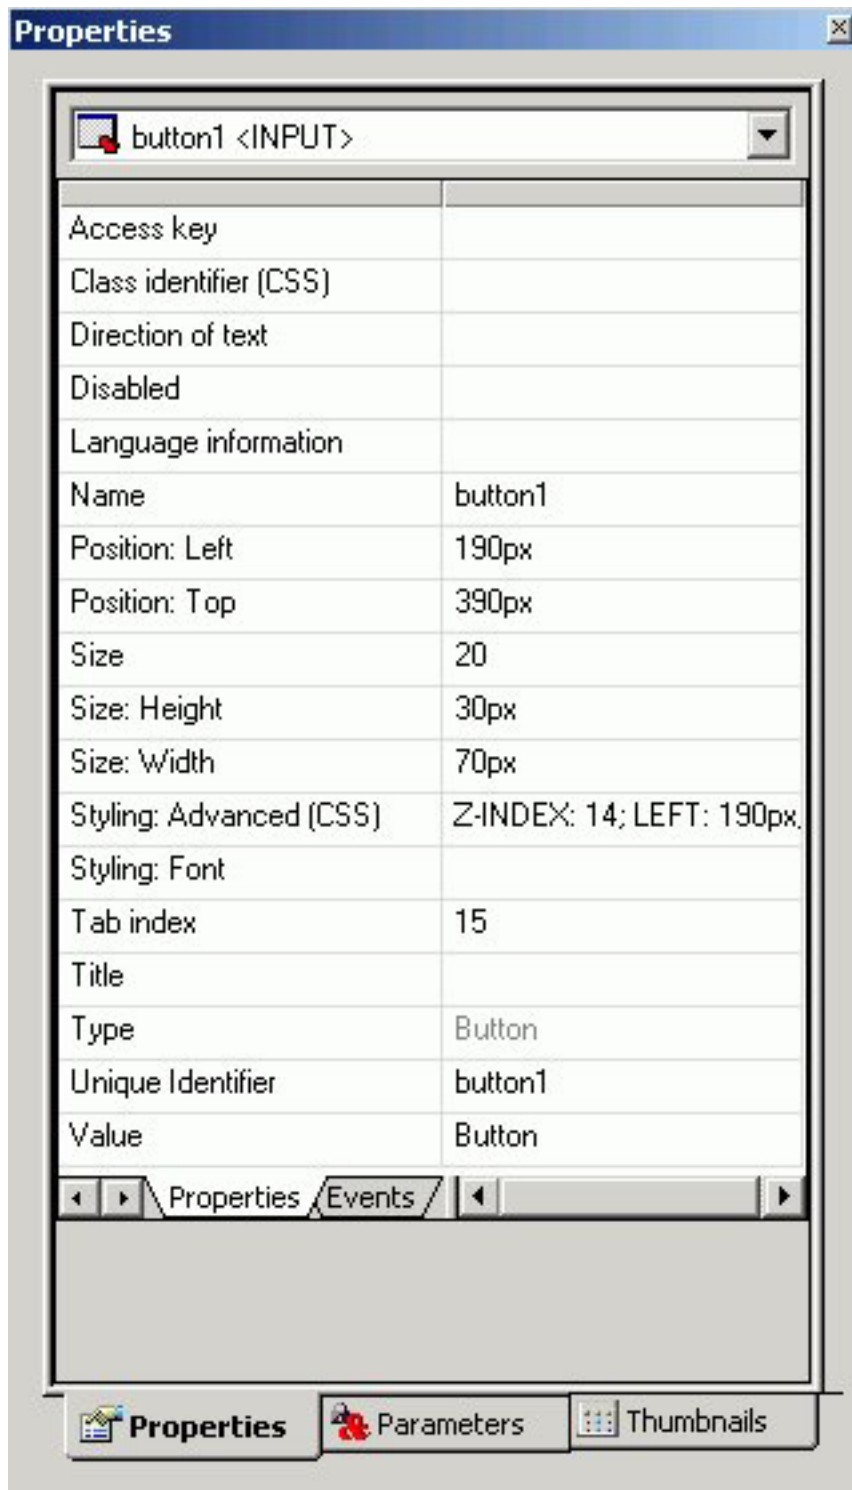 Properties
button1 <INPUT>
Access key
Class identifier (CSS)
Direction of text
Disabled
Language information
Name button1
Position: Left 190px
Position: Top 390px
Size 20
Size: Height 30px
Size: Width 70px
Styling: Advanced (CSS) Z-INDEX: 14; LEFT: 190px,
Styling: Font
Tab index 15
Title
Type Button
Unique Identifier button1
Value Button
Properties Events
Properties Parameters Thumbnails